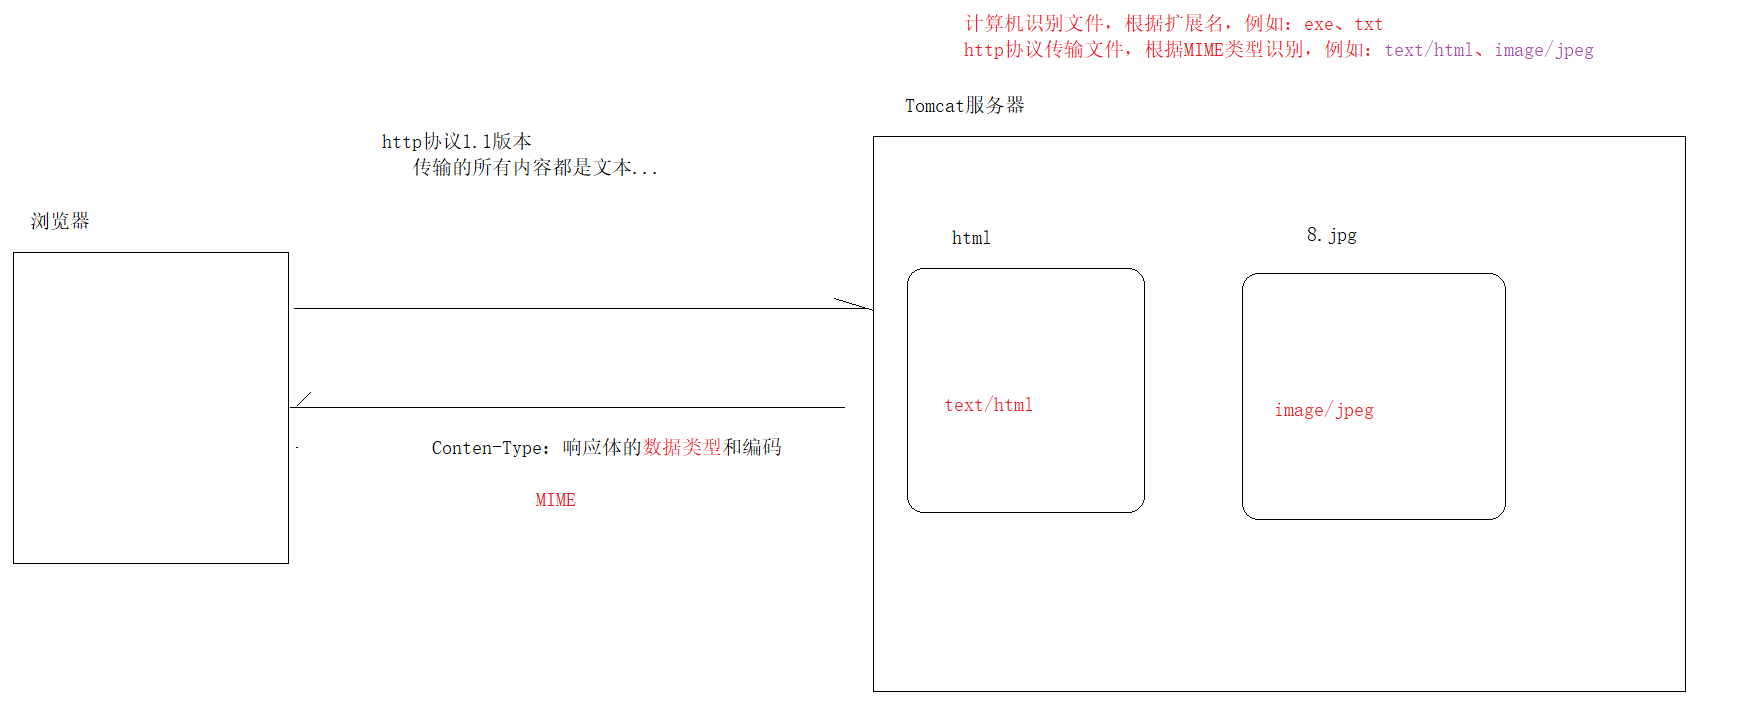 计算机识别文件，根据扩展名，例如：exe、txt
http协议传输文件，根据MIME类型识别，例如：text/html、image/jpeg
Tomcat服务器
http协议1.1版本
传输的所有内容都是文本...
浏览器
html
8.jpg
text/html
image/jpeg
Conten-Type：响应体的数据类型和编码
MIME